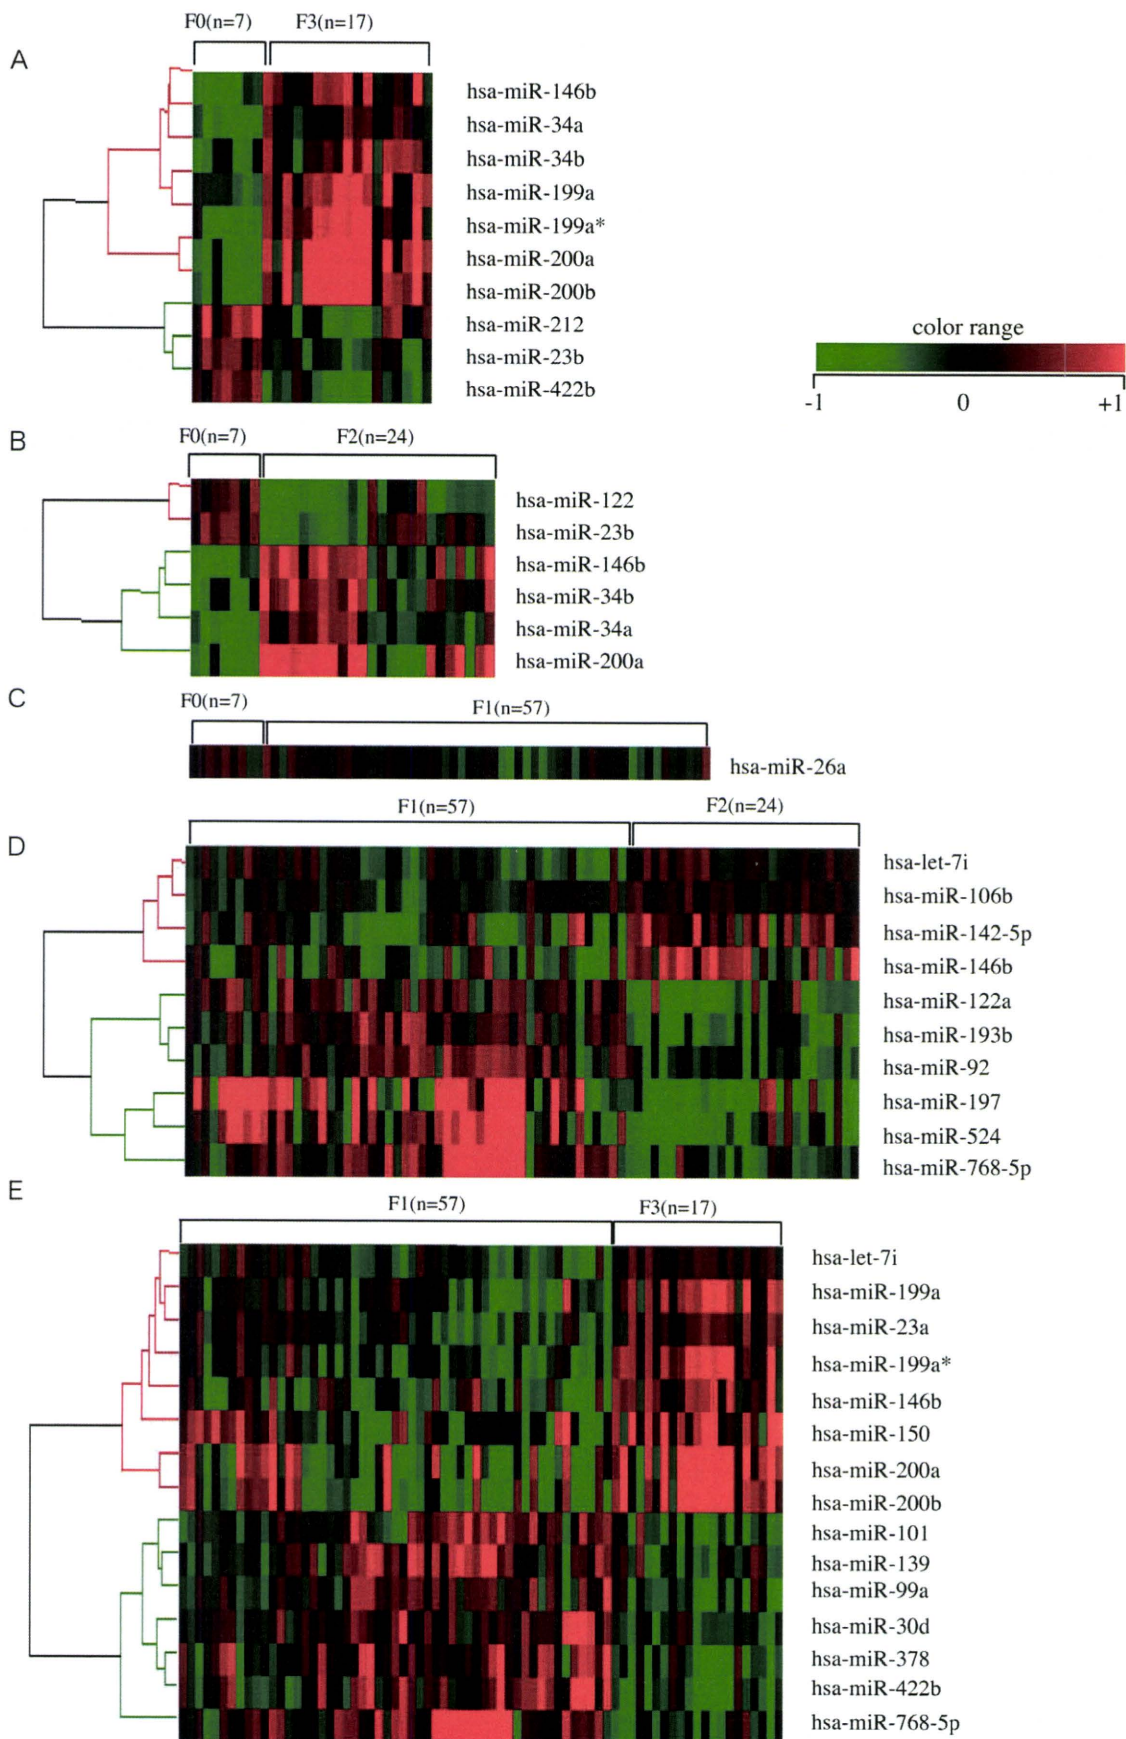 A
F0(n=7) F3(n=17)
hsa-miR-146b
hsa-miR-34a
hsa-miR-34b
hsa-miR-199a
hsa-miR-199a*
hsa-miR-200a
hsa-miR-200b
hsa-miR-212
hsa-miR-23b
hsa-miR-422b
color range
-1 0 +1
B
F0(n=7) F2(n=24)
hsa-miR-122
hsa-miR-23b
hsa-miR-146b
hsa-miR-34b
hsa-miR-34a
hsa-miR-200a
C
F0(n=7) F1(n=57)
hsa-miR-26a
D
F1(n=57) F2(n=24)
hsa-let-7i
hsa-miR-106b
hsa-miR-142-5p
hsa-miR-146b
hsa-miR-122a
hsa-miR-193b
hsa-miR-92
hsa-miR-197
hsa-miR-524
hsa-miR-768-5p
E
F1(n=57) F3(n=17)
hsa-let-7i
hsa-miR-199a
hsa-miR-23a
hsa-miR-199a*
hsa-miR-146b
hsa-miR-150
hsa-miR-200a
hsa-miR-200b
hsa-miR-101
hsa-miR-139
hsa-miR-99a
hsa-miR-30d
hsa-miR-378
hsa-miR-422b
hsa-miR-768-5p